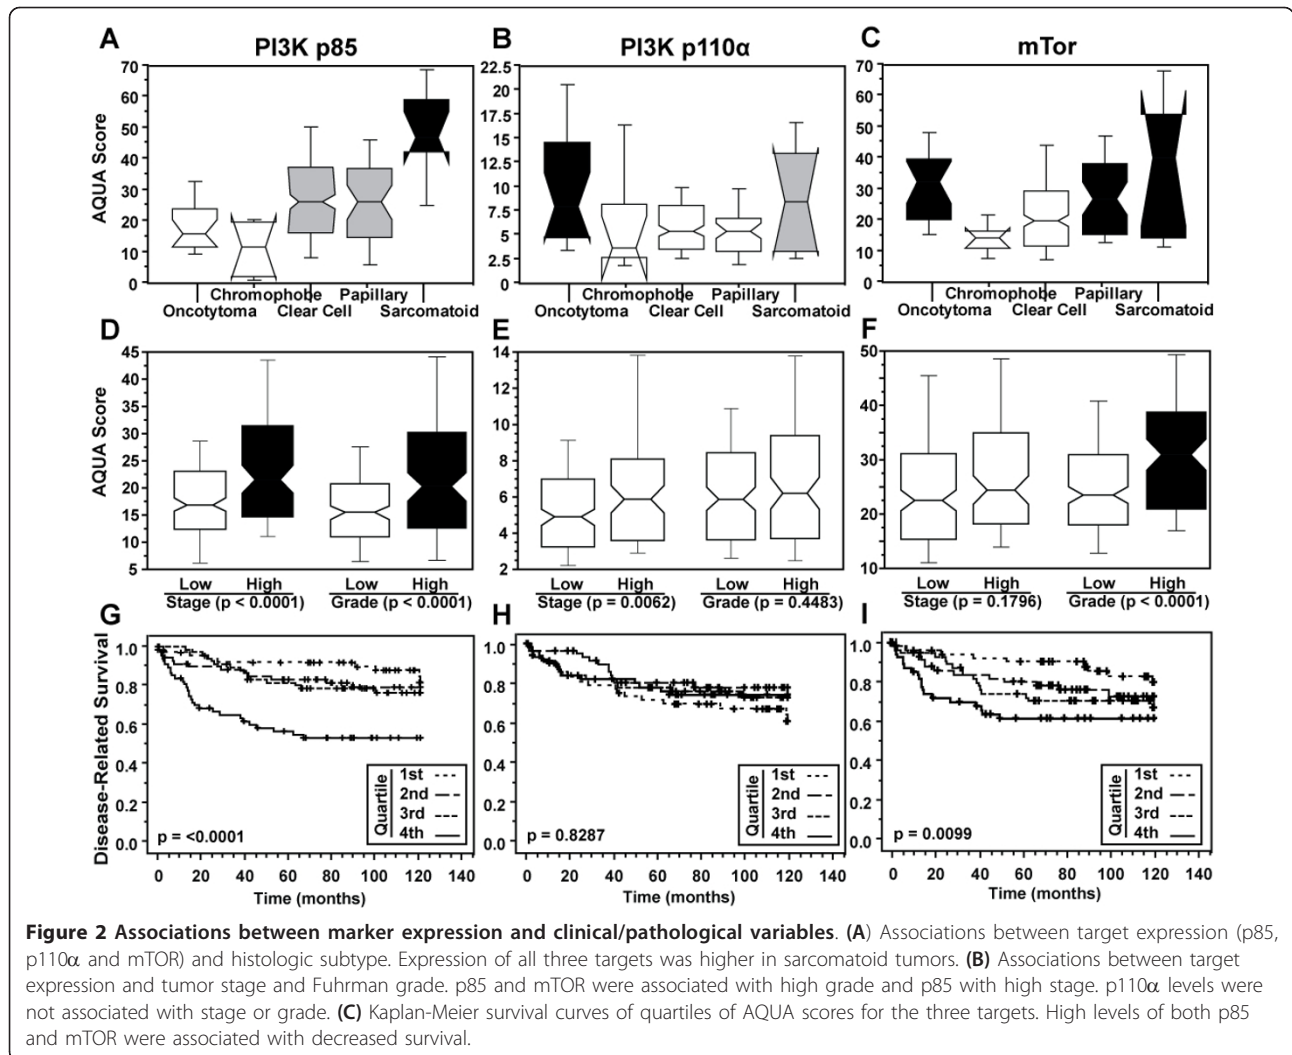 A PI3K p85
B PI3K p110α
C mTor
AQUA Score
70
60
50
40
30
20
10
0
22.5
20
17.5
15
12.5
10
7.5
5
2.5
0
70
60
50
40
30
20
10
0
Chromophobe Papillary
Oncotytoma Clear Cell Sarcomatoid
Chromophobe Papillary
Oncotytoma Clear Cell Sarcomatoid
Chromophobe Papillary
Oncotytoma Clear Cell Sarcomatoid
D
E
F
AQUA Score
45
40
35
30
25
20
15
10
5
14
12
10
8
6
4
2
50
40
30
20
10
Low High Low High
Stage (p < 0.0001) Grade (p < 0.0001)
Low High Low High
Stage (p = 0.0062) Grade (p = 0.4483)
Low High Low High
Stage (p = 0.1796) Grade (p < 0.0001)
G
H
I
Disease-Related Survival
1.0
0.8
0.6
0.4
0.2
0.0
Quartile
1st
2nd
3rd
4th
p = <0.0001
0 20 40 60 80 100 120 140
Time (months)
1.0
0.8
0.6
0.4
0.2
0.0
Quartile
1st
2nd
3rd
4th
p = 0.8287
0 20 40 60 80 100 120 140
Time (months)
1.0
0.8
0.6
0.4
0.2
0.0
Quartile
1st
2nd
3rd
4th
p = 0.0099
0 20 40 60 80 100 120 140
Time (months)
Figure 2 Associations between marker expression and clinical/pathological variables. (A) Associations between target expression (p85,
p110α and mTOR) and histologic subtype. Expression of all three targets was higher in sarcomatoid tumors. (B) Associations between target
expression and tumor stage and Fuhrman grade. p85 and mTOR were associated with high grade and p85 with high stage. p110α levels were
not associated with stage or grade. (C) Kaplan-Meier survival curves of quartiles of AQUA scores for the three targets. High levels of both p85
and mTOR were associated with decreased survival.